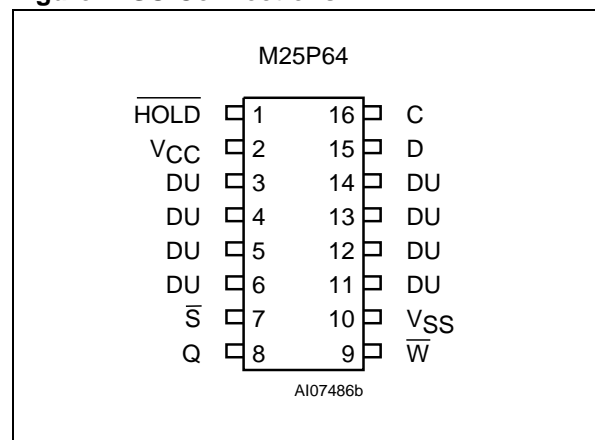 M25P64
HOLD 1 16 C
VCC 2 15 D
DU 3 14 DU
DU 4 13 DU
DU 5 12 DU
DU 6 11 DU
S 7 10 VSS
Q 8 9 W
AI07486b